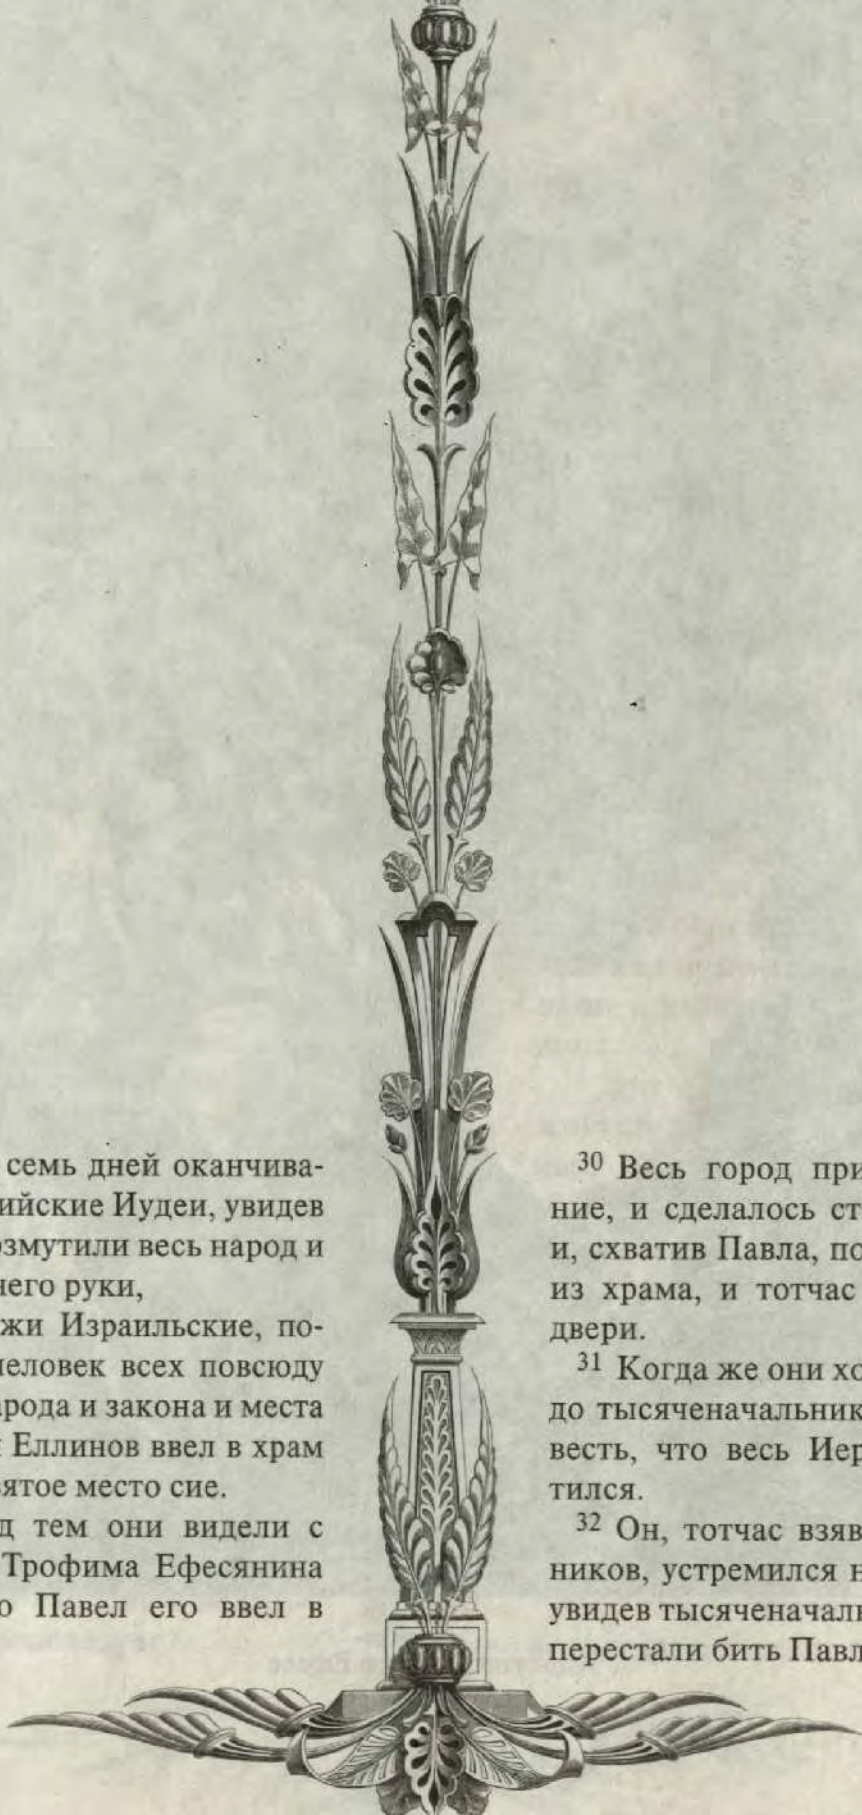 семь дней оканчива-
ийские Иудеи, увидев
озмутили весь народ и
него руки,
жи Израильские, по-
человек всех повсюду
арода и закона и места
Еллинов ввел в храм
вятое место сие.
д тем они видели с
Трофима Ефесянина
о Павел его ввел в
30 Весь город при
ние, и сделалось ст
и, схватив Павла, по
из храма, и тотчас
двери.
31 Когда же они хо
до тысяченачальник
весть, что весь Иер
тился.
32 Он, тотчас взяв
ников, устремился н
увидев тысяченачаль
перестали бить Павл